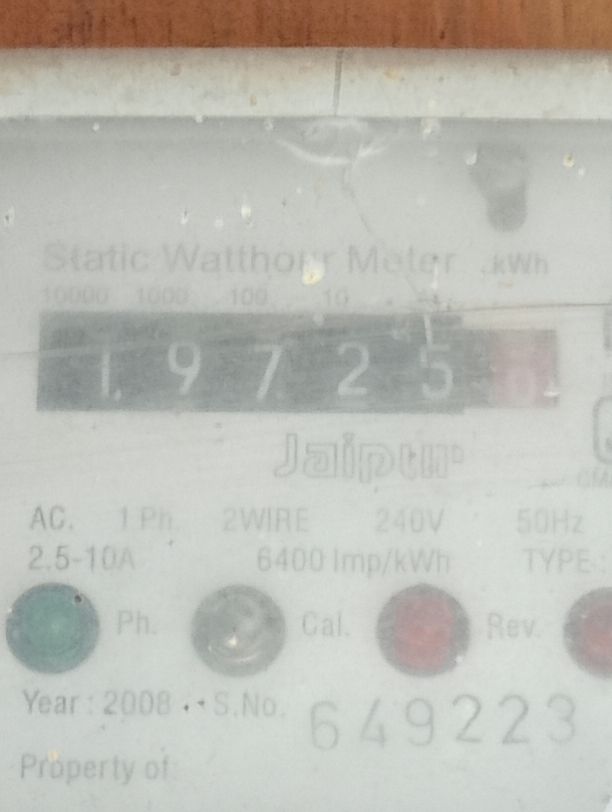 Static Watthour Meter kWh
10000 1000 100 10
1 9 7 2 5 0
Jaipur
AC. 1 Ph. 2WIRE 240V 50Hz
2.5-10A 6400 Imp/kWh TYPE :
Ph. Cal. Rev.
Year : 2008 S.No. 649223
Property of